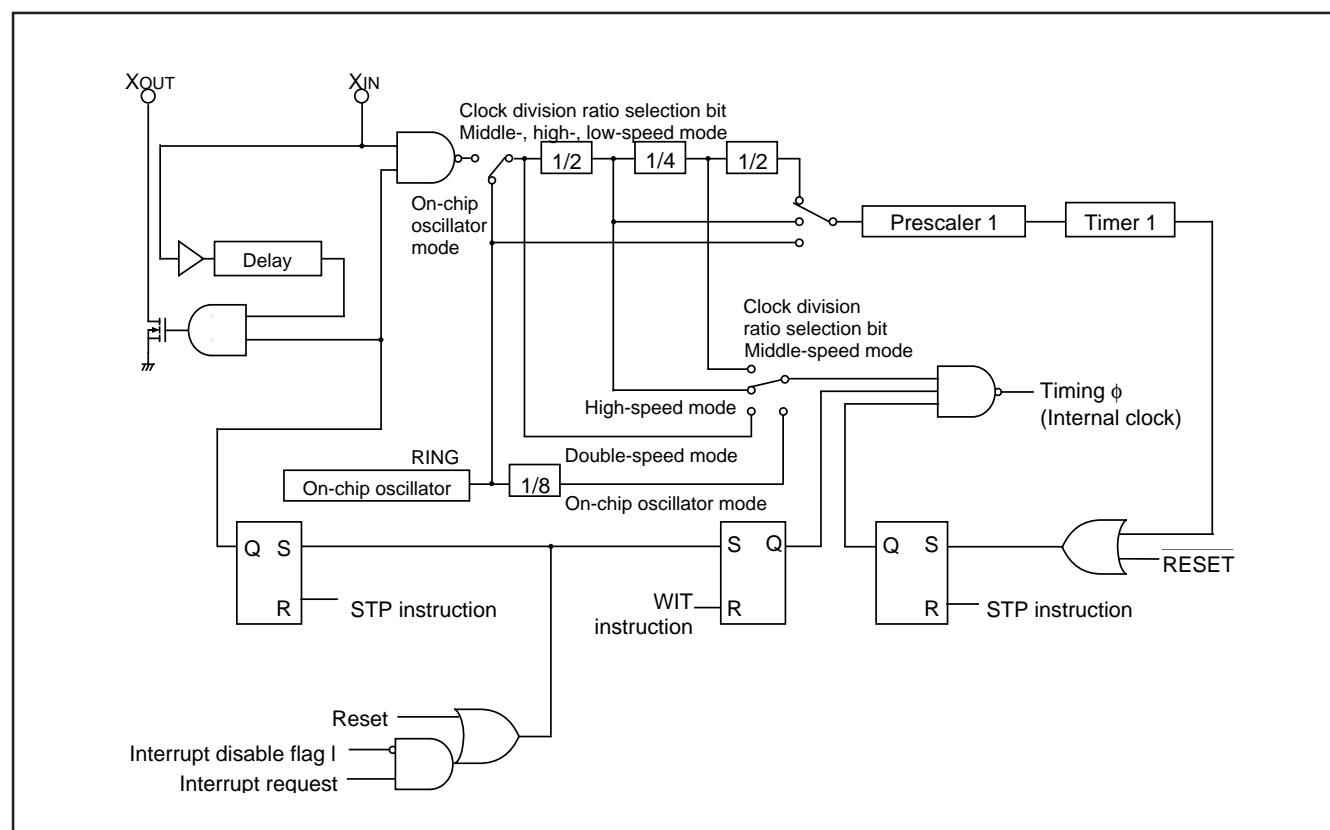 XOUT
XIN
Clock division ratio selection bit
Middle-, high-, low-speed mode
1/2
1/4
1/2
On-chip
oscillator
mode
Prescaler 1
Timer 1
Delay
Clock division
ratio selection bit
Middle-speed mode
High-speed mode
Timing ϕ
(Internal clock)
RING
On-chip oscillator
1/8
Double-speed mode
On-chip oscillator mode
Q
S
R
STP instruction
S
Q
R
WIT
instruction
Q
S
R
STP instruction
RESET
Reset
Interrupt disable flag I
Interrupt request